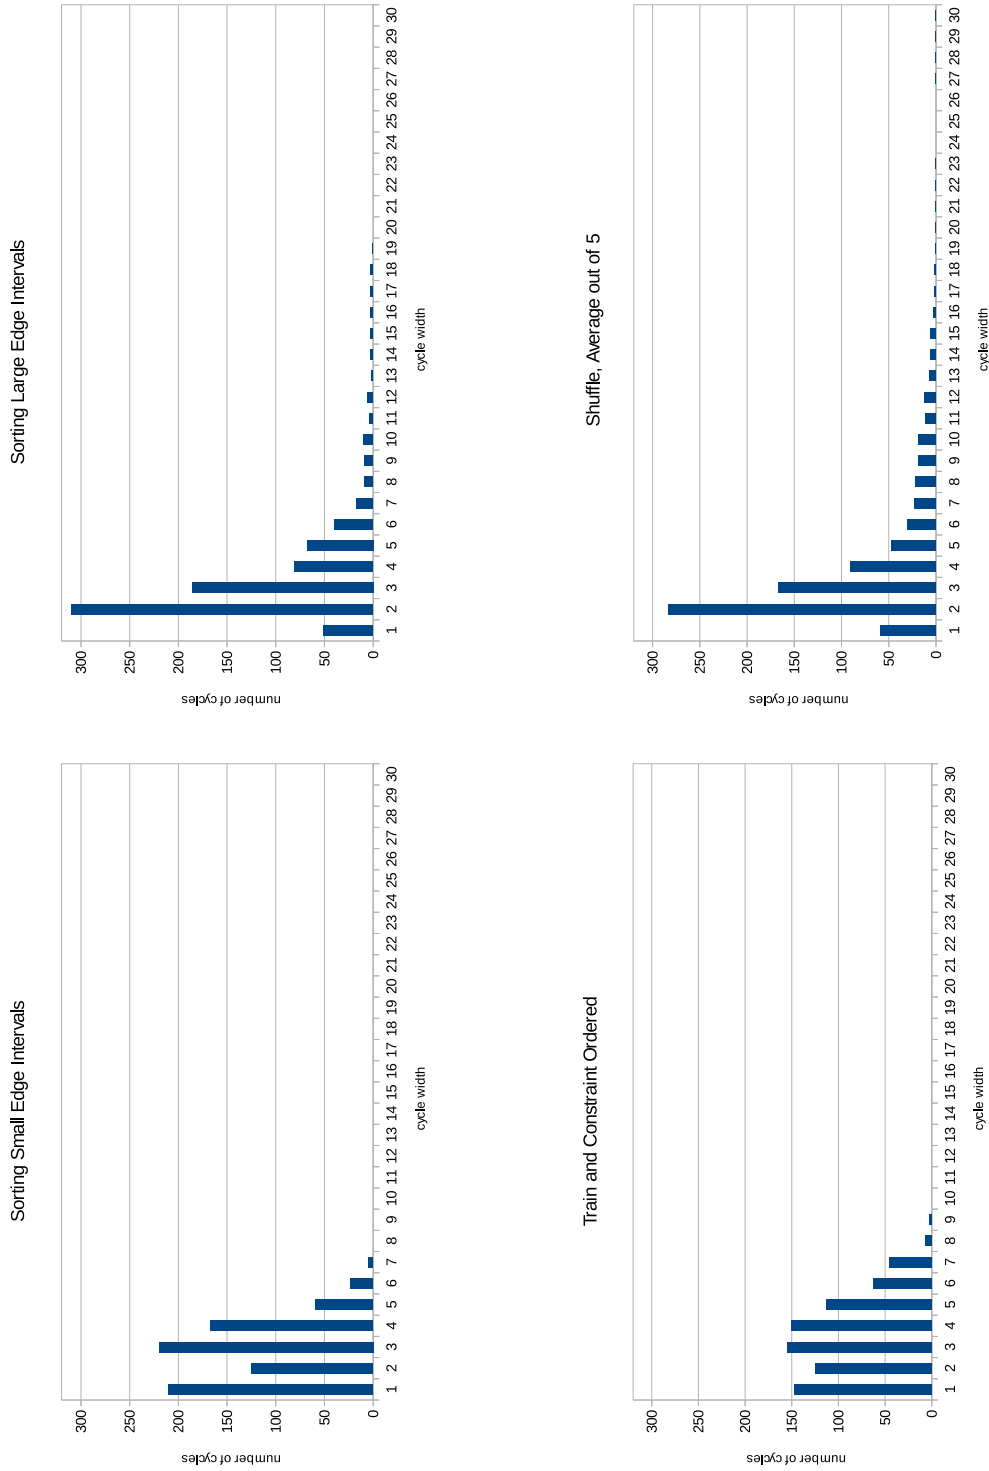 Sorting Small Edge Intervals
number of cycles
300
250
200
150
100
50
0
1 2 3 4 5 6 7 8 9 10 11 12 13 14 15 16 17 18 19 20 21 22 23 24 25 26 27 28 29 30
cycle width
Sorting Large Edge Intervals
number of cycles
300
250
200
150
100
50
0
1 2 3 4 5 6 7 8 9 10 11 12 13 14 15 16 17 18 19 20 21 22 23 24 25 26 27 28 29 30
cycle width
Train and Constraint Ordered
number of cycles
300
250
200
150
100
50
0
1 2 3 4 5 6 7 8 9 10 11 12 13 14 15 16 17 18 19 20 21 22 23 24 25 26 27 28 29 30
cycle width
Shuffle, Average out of 5
number of cycles
300
250
200
150
100
50
0
1 2 3 4 5 6 7 8 9 10 11 12 13 14 15 16 17 18 19 20 21 22 23 24 25 26 27 28 29 30
cycle width